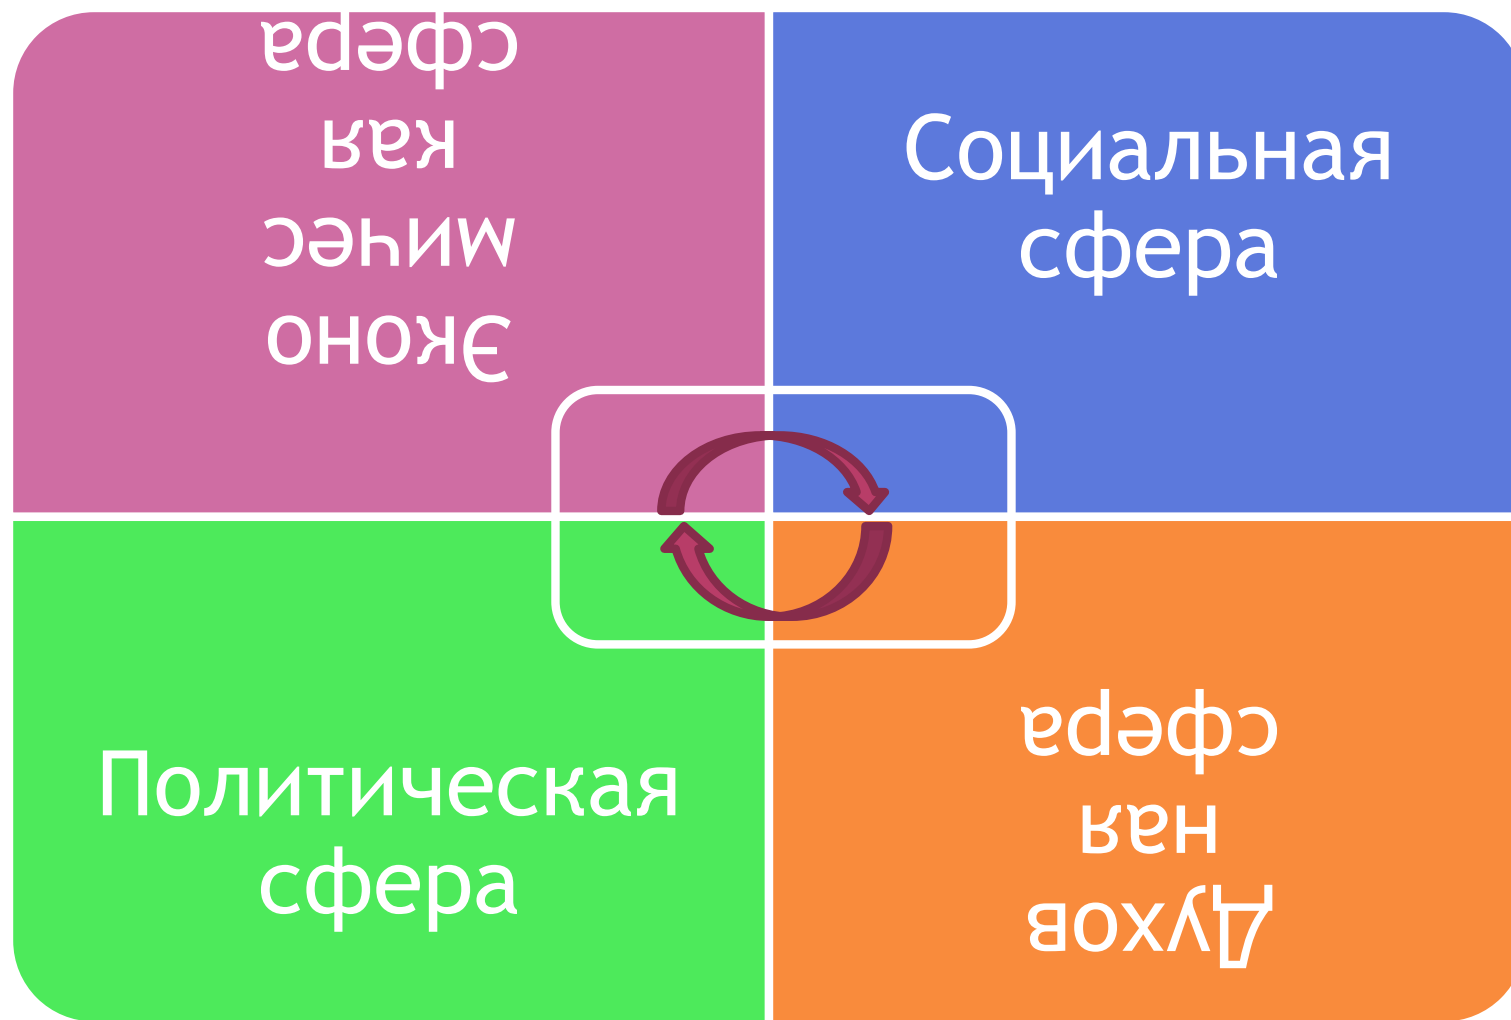 Эконо
мичес
кая
сфера
Социальная
сфера
Политическая
сфера
Духов
ная
сфера